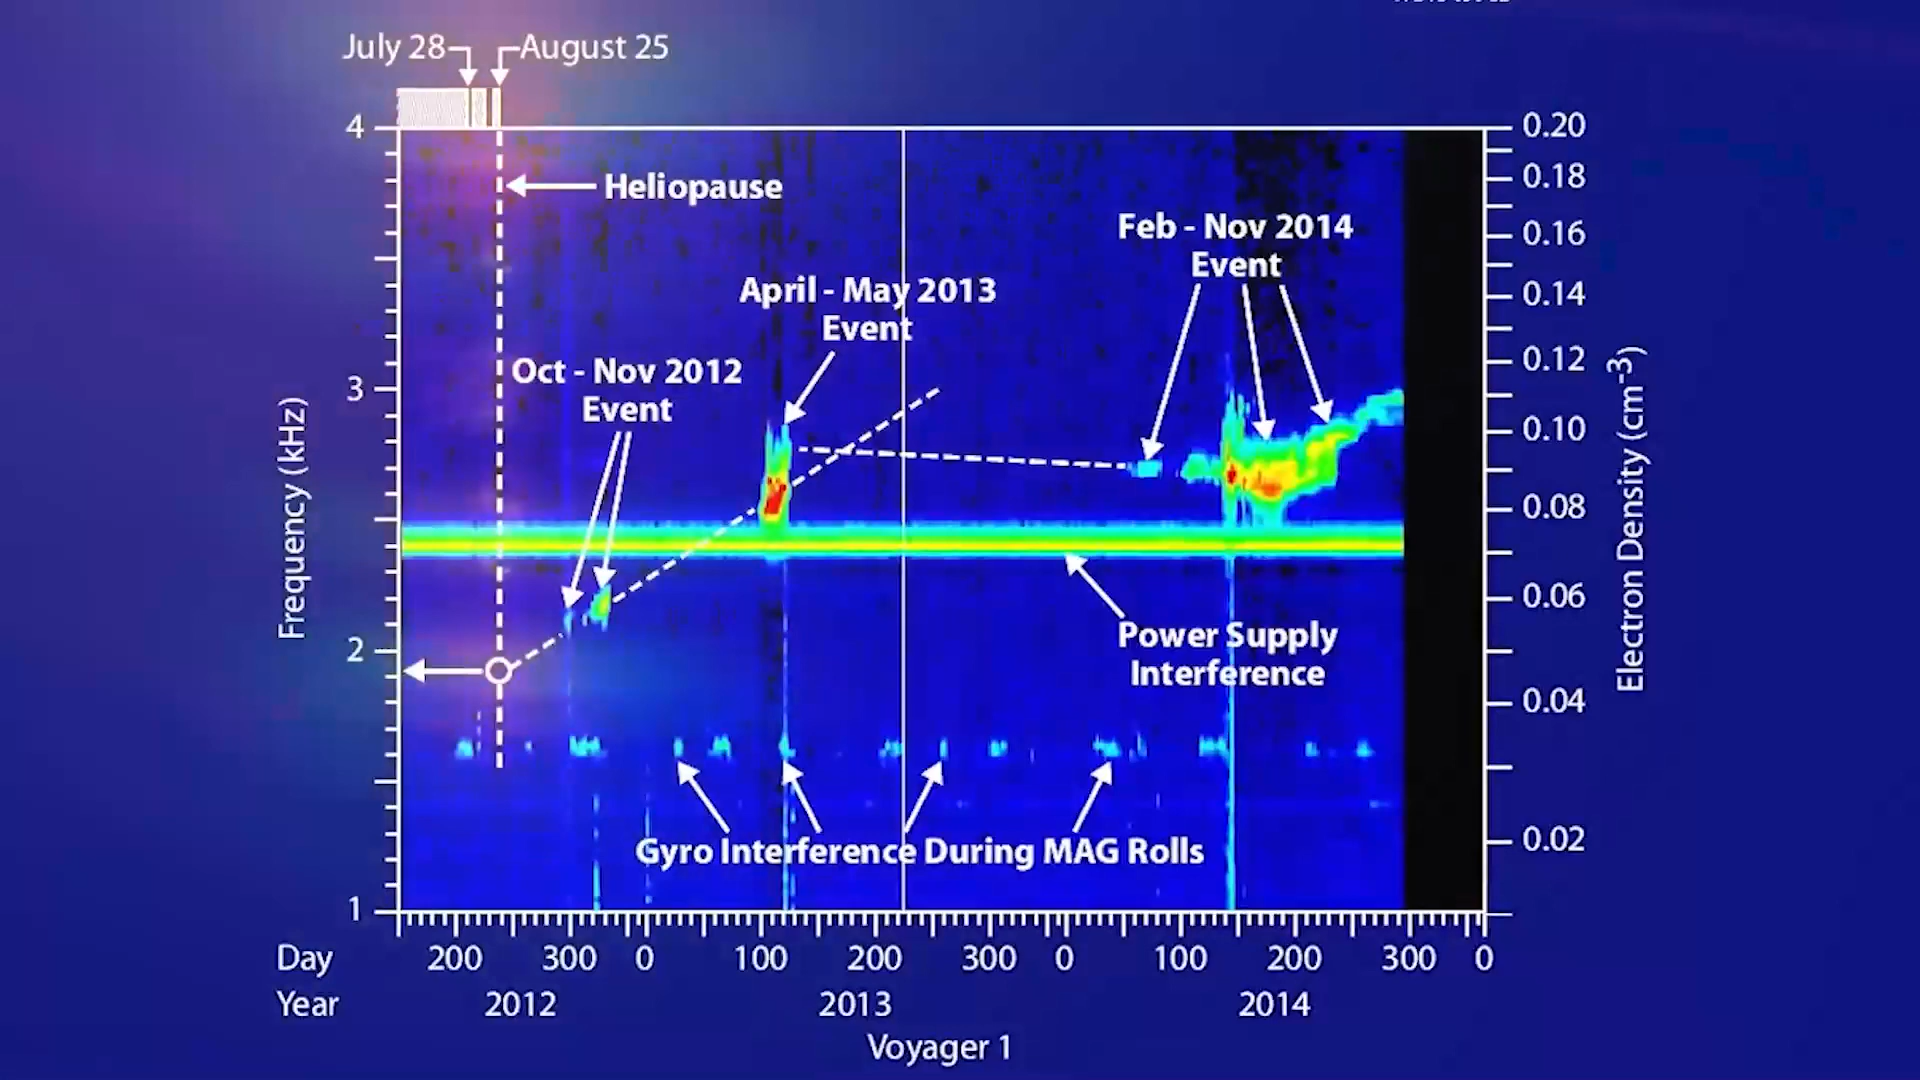 July 28
August 25
4
3
2
1
Frequency (kHz)
0.20
0.18
0.16
0.14
0.12
0.10
0.08
0.06
0.04
0.02
Electron Density (cm-3)
Heliopause
Feb - Nov 2014
Event
April - May 2013
Event
Oct - Nov 2012
Event
Power Supply
Interference
Gyro Interference During MAG Rolls
Day 200 300 0 100 200 300 0 100 200 300 0
Year 2012 2013 2014
Voyager 1